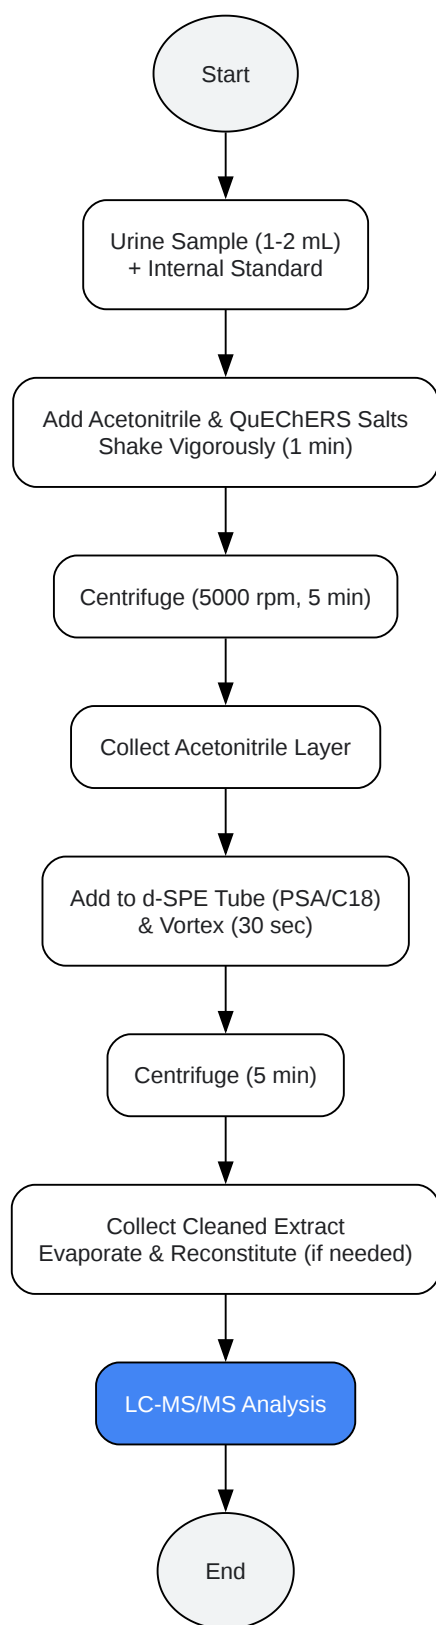 Start
Urine Sample (1-2 mL)
+ Internal Standard
Add Acetonitrile & QuEChERS Salts
Shake Vigorously (1 min)
Centrifuge (5000 rpm, 5 min)
Collect Acetonitrile Layer
Add to d-SPE Tube (PSA/C18)
& Vortex (30 sec)
Centrifuge (5 min)
Collect Cleaned Extract
Evaporate & Reconstitute (if needed)
LC-MS/MS Analysis
End